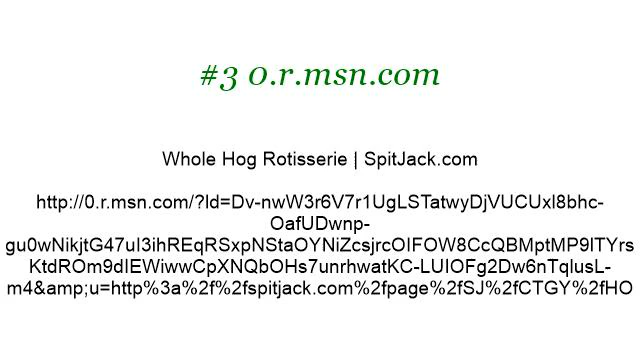 #3 0.r.msn.com
Whole Hog Rotisserie | SpitJack.com
http://0.r.msn.com/?ld=Dv-nwW3r6V7r1UgLSTatwyDjVUCUxl8bhc-
OafUDwnp-
gu0wNikjtG47uI3ihREqRSxpNStaOYNiZcsjrcOIFOW8CcQBMptMP9lTYrs
KtdROm9dIEWiwwCpXNQbOHs7unrhwatKC-LUIOFg2Dw6nTqlusL-
m4&amp;u=http%3a%2f%2fspitjack.com%2fpage%2fSJ%2fCTGY%2fHO